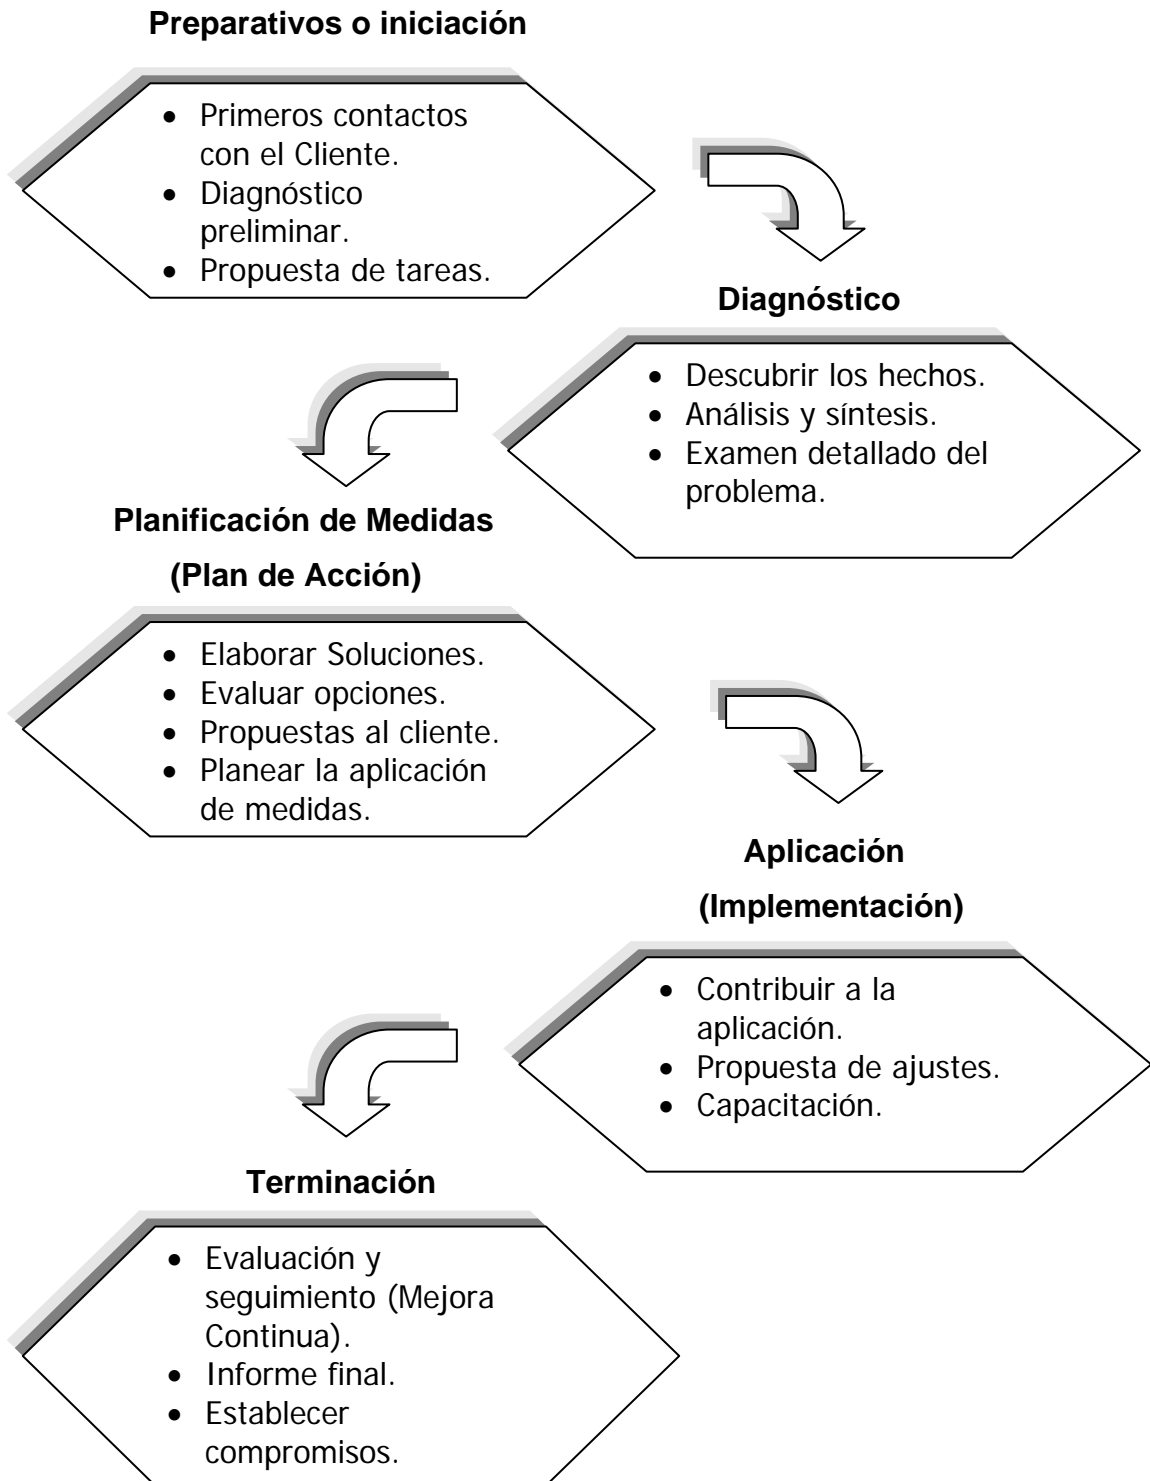 Preparativos o iniciación
• Primeros contactos
con el Cliente.
• Diagnóstico
preliminar.
• Propuesta de tareas.
Diagnóstico
• Descubrir los hechos.
• Análisis y síntesis.
• Examen detallado del
problema.
Planificación de Medidas
(Plan de Acción)
• Elaborar Soluciones.
• Evaluar opciones.
• Propuestas al cliente.
• Planear la aplicación
de medidas.
Aplicación
(Implementación)
• Contribuir a la
aplicación.
• Propuesta de ajustes.
• Capacitación.
Terminación
• Evaluación y
seguimiento (Mejora
Continua).
• Informe final.
• Establecer
compromisos.